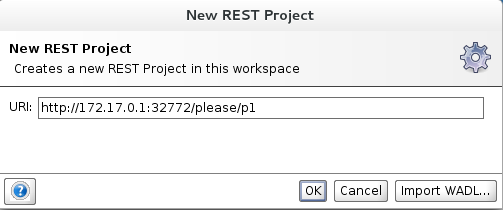 New REST Project
New REST Project
Creates a new REST Project in this workspace
URI: http://172.17.0.1:32772/please/p1
? OK Cancel Import WADL...